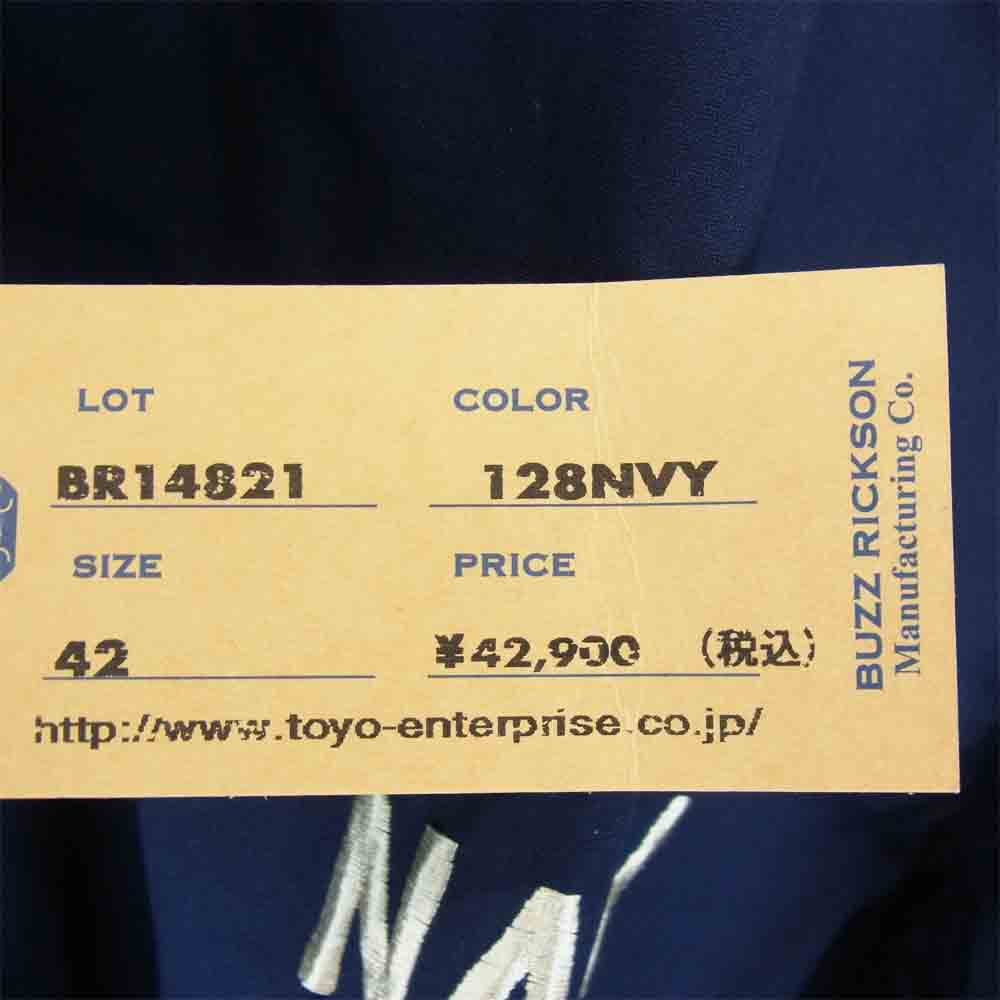 LOT COLOR
BR14821 128NVY
SIZE PRICE
42 ¥42,900 (税込)
http://www.toyo-enterprise.co.jp/
BUZZ RICKSON
Manufacturing Co.